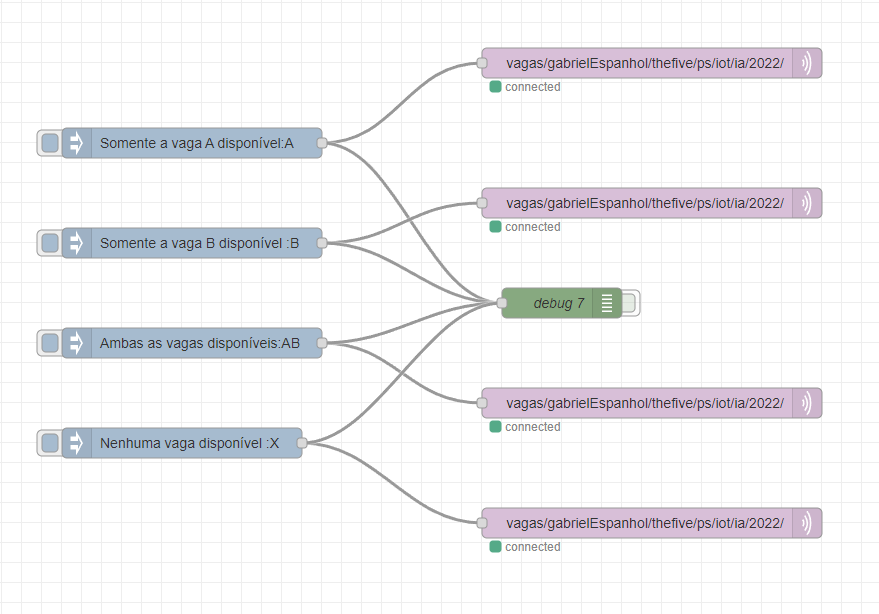 vagas/gabrielEspanhol/thefive/ps/iot/ia/2022/
connected
Somente a vaga A disponível:A
vagas/gabrielEspanhol/thefive/ps/iot/ia/2022/
connected
Somente a vaga B disponível :B
debug 7
Ambas as vagas disponíveis:AB
vagas/gabrielEspanhol/thefive/ps/iot/ia/2022/
connected
Nenhuma vaga disponível :X
vagas/gabrielEspanhol/thefive/ps/iot/ia/2022/
connected